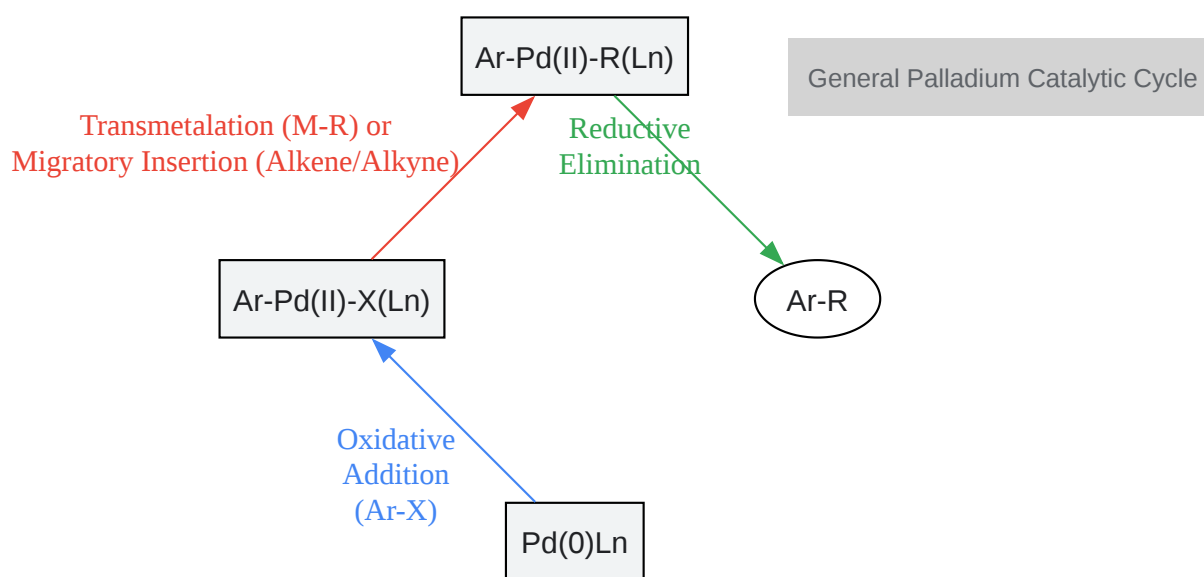 Ar-Pd(II)-R(Ln)
General Palladium Catalytic Cycle
Transmetalation (M-R) or
Migratory Insertion (Alkene/Alkyne)
Reductive
Elimination
Ar-Pd(II)-X(Ln)
Ar-R
Oxidative
Addition
(Ar-X)
Pd(0)Ln